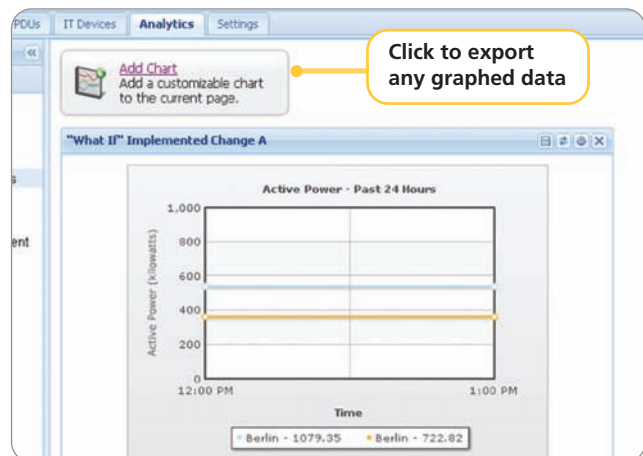 PDUs
IT Devices
Analytics
Settings
Click to export
any graphed data
Add Chart
Add a customizable chart
to the current page.
"What If" Implemented Change A
Active Power - Past 24 Hours
Active Power (kilowatts)
1,000
800
600
400
200
0
12:00 PM
1:00 PM
Time
Berlin - 1079.35
Berlin - 722.82
s
ent